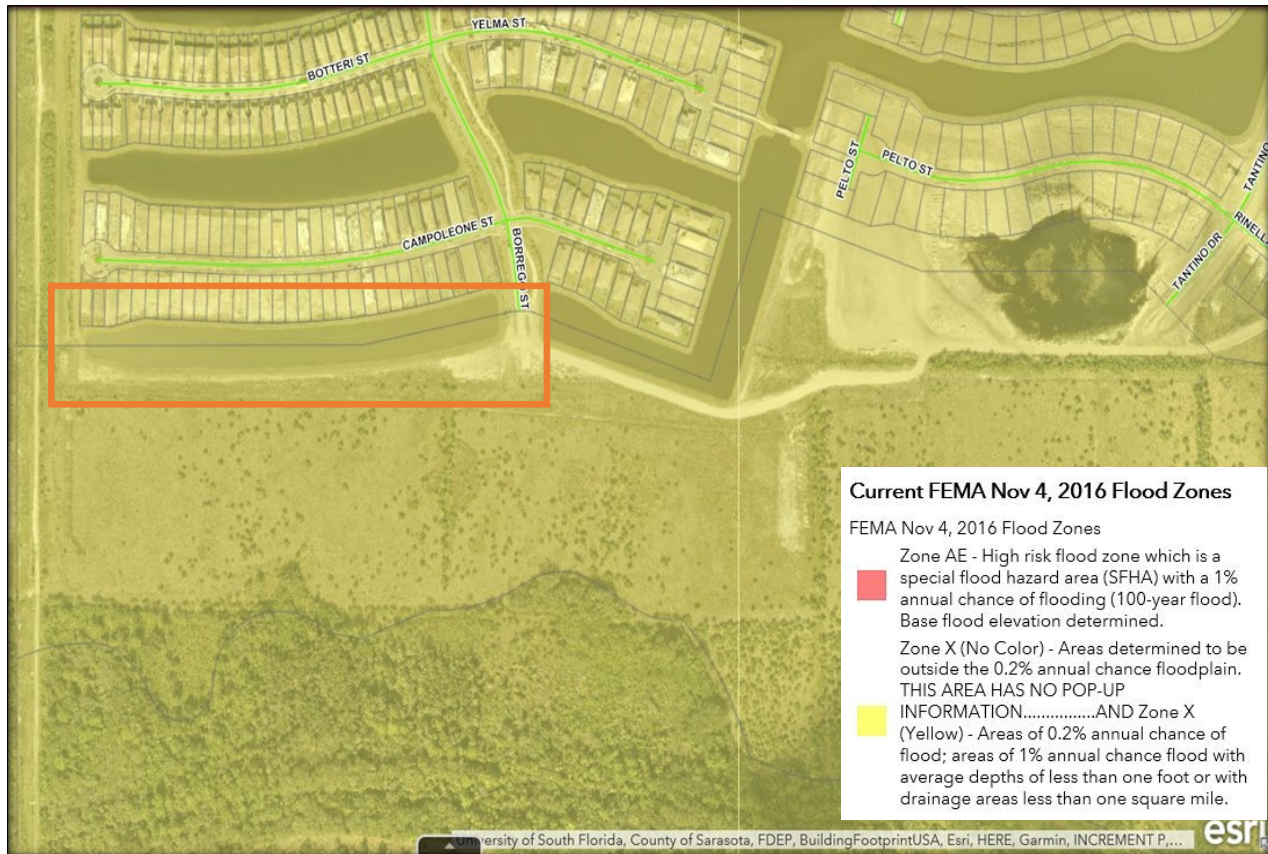 YELMA ST
BOTTERI ST
PELTO ST
PELTO ST
TANTINO
RINELLA
TANTINO DR
CAMPOLEONE ST
BORREGO ST
Current FEMA Nov 4, 2016 Flood Zones
FEMA Nov 4, 2016 Flood Zones
Zone AE - High risk flood zone which is a
special flood hazard area (SFHA) with a 1%
annual chance of flooding (100-year flood).
Base flood elevation determined.
Zone X (No Color) - Areas determined to be
outside the 0.2% annual chance floodplain.
THIS AREA HAS NO POP-UP
INFORMATION................AND Zone X
(Yellow) - Areas of 0.2% annual chance of
flood; areas of 1% annual chance flood with
average depths of less than one foot or with
drainage areas less than one square mile.
University of South Florida, County of Sarasota, FDEP, BuildingFootprintUSA, Esri, HERE, Garmin, INCREMENT P,...
esri